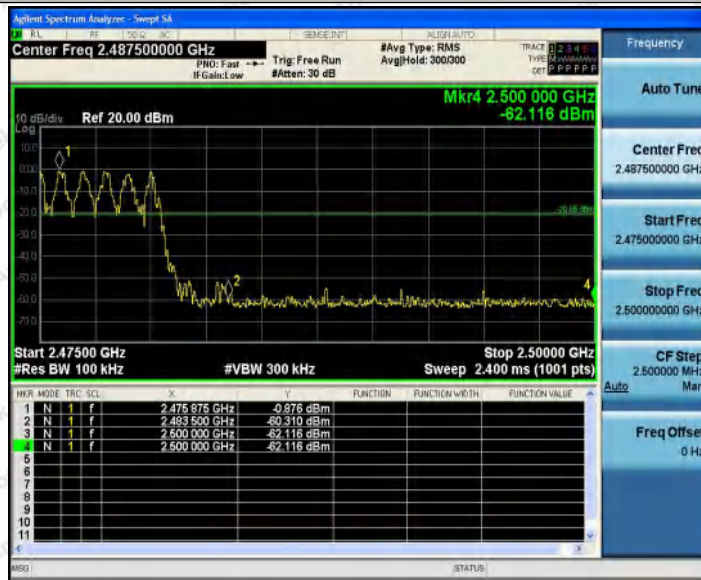 Agilent Spectrum Analyzer - Swept SA
RL RF 50 Ω AC SENSE:INT ALIGN AUTO
Center Freq 2.487500000 GHz
PNO: Fast
IFGain:Low
Trig: Free Run
#Atten: 30 dB
#Avg Type: RMS
Avg|Hold: 300/300
TRACE 1 2 3 4 5 6
TYPE
DET P P P P P P
Mkr4 2.500 000 GHz
-62.116 dBm
10 dB/div Ref 20.00 dBm
Log
10.0
0.00
-10.0
-20.0
-30.0
-40.0
-50.0
-60.0
-70.0
1
2
4
Start 2.47500 GHz
Stop 2.50000 GHz
#Res BW 100 kHz
#VBW 300 kHz
Sweep 2.400 ms (1001 pts)
MKR MODE TRC SCL X Y FUNCTION FUNCTION WIDTH FUNCTION VALUE
1 N 1 f 2.475 875 GHz -0.876 dBm
2 N 1 f 2.483 500 GHz -60.310 dBm
3 N 1 f 2.500 000 GHz -62.116 dBm
4 N 1 f 2.500 000 GHz -62.116 dBm
5
6
7
8
9
10
11
MSG
STATUS
Frequency
Auto Tune
Center Freq
2.487500000 GHz
Start Freq
2.475000000 GHz
Stop Freq
2.500000000 GHz
CF Step
2.500000 MHz
Auto Man
Freq Offset
0 Hz